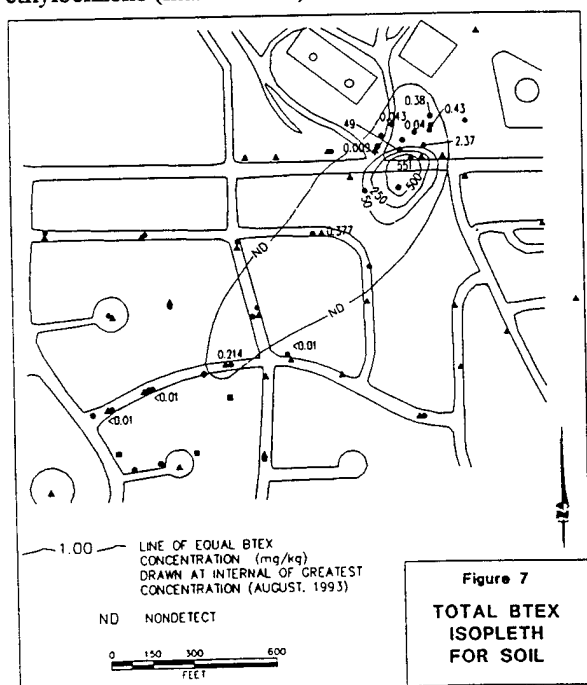 0.38
0.43
0.043
0.04
49
2.37
0.009
551
500
250
50
0.377
ND
ND
<0.01
0.214
<0.01
<0.01
1.00 LINE OF EQUAL BTEX
CONCENTRATION (mg/kg)
DRAWN AT INTERNAL OF GREATEST
CONCENTRATION (AUGUST, 1993)
ND NONDETECT
0 150 300 600
FEET
Figure 7
TOTAL BTEX
ISOPLETH
FOR SOIL